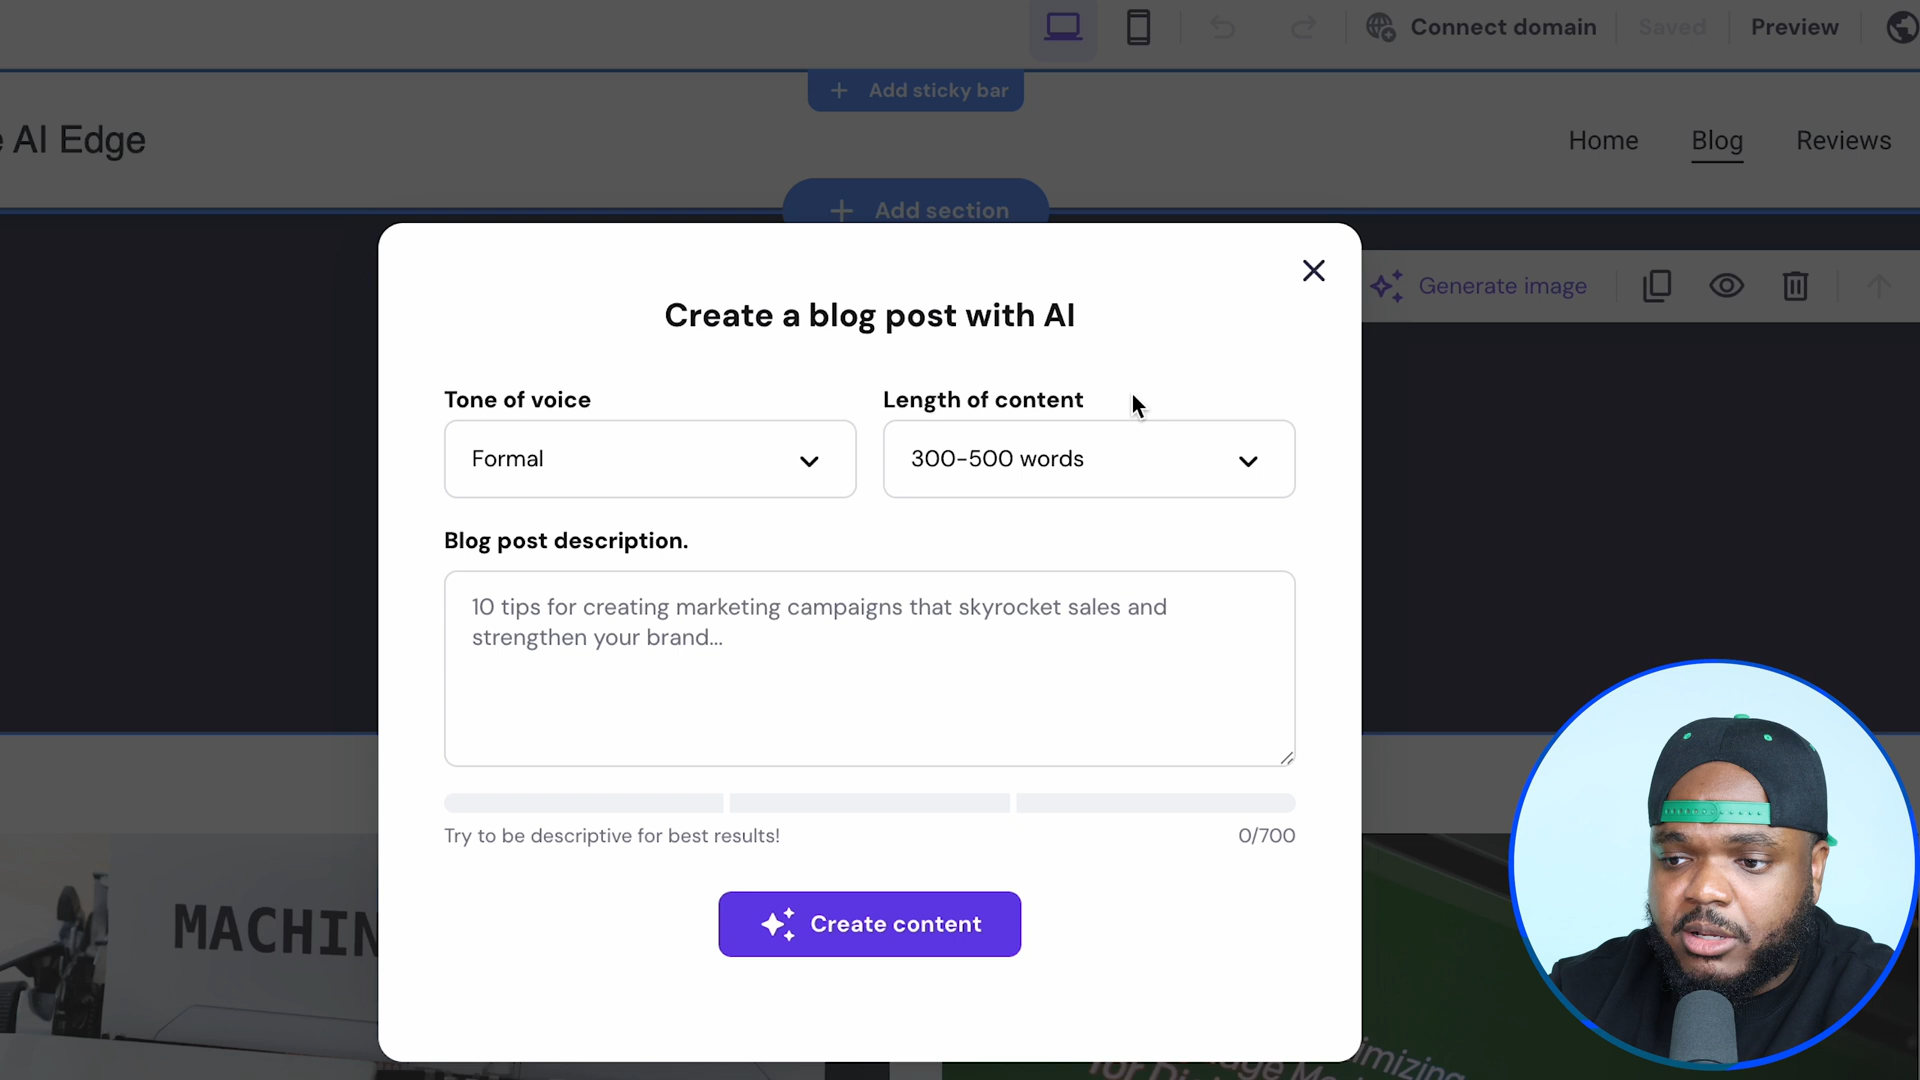 Connect domain
Saved
Preview
+ Add sticky bar
AI Edge
Home
Blog
Reviews
+ Add section
Generate image
Create a blog post with AI
Tone of voice
Length of content
Formal
300-500 words
Blog post description.
10 tips for creating marketing campaigns that skyrocket sales and
strengthen your brand...
Try to be descriptive for best results!
0/700
MACHIN
Create content